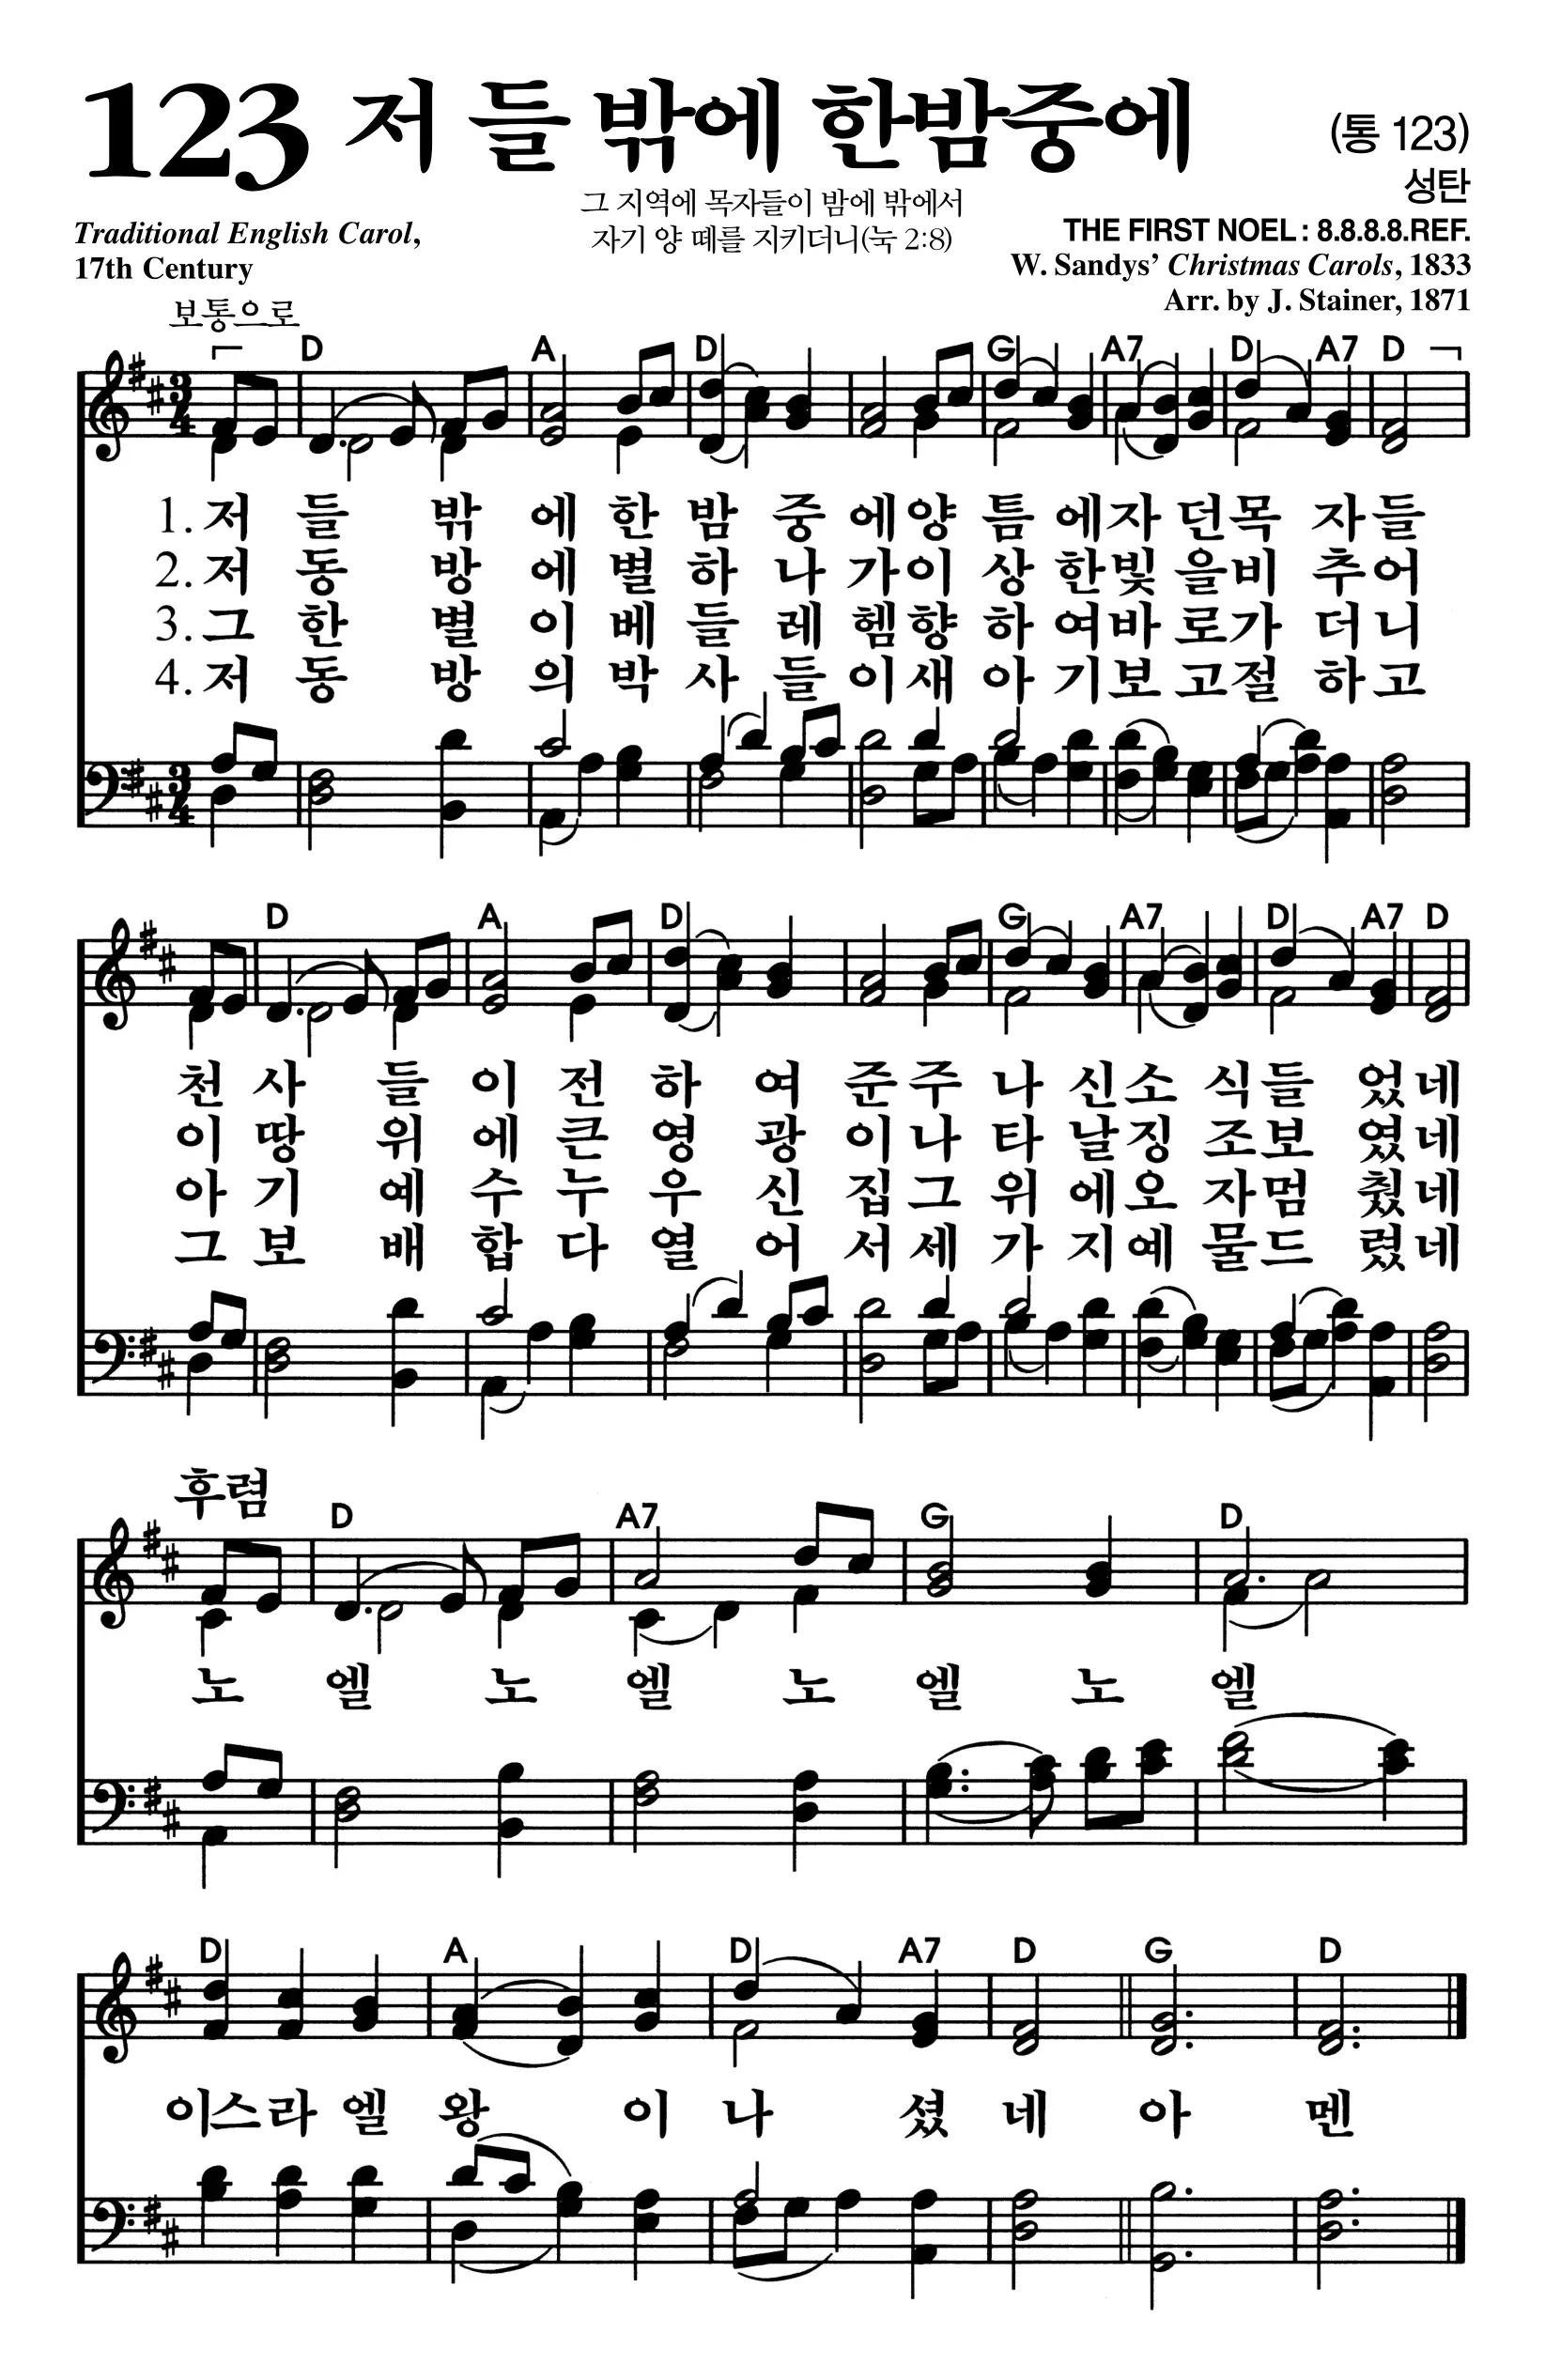 123 저 들 밖에 한밤중에 (통 123)
성탄
그 지역에 목자들이 밤에 밖에서
자기 양 떼를 지키더니(눅 2:8)
Traditional English Carol,
17th Century
THE FIRST NOEL : 8.8.8.8.REF.
W. Sandys’ Christmas Carols, 1833
Arr. by J. Stainer, 1871
보통으로
D A D G A7 D A7 D
1. 저 들 밖 에 한 밤 중 에 양 틈 에 자 던 목 자 들
2. 저 동 방 에 별 하 나 가 이 상 한 빛 을 비 추 어
3. 그 한 별 이 베 들 레 헴 향 하 여 바 로 가 더 니
4. 저 동 방 의 박 사 들 이 새 아 기 보 고 절 하 고
D A D G A7 D A7 D
천 사 들 이 전 하 여 준 주 나 신 소 식 들 었 네
이 땅 위 에 큰 영 광 이 나 타 날 징 조 보 였 네
아 기 예 수 누 우 신 집 그 위 에 오 자 멈 췄 네
그 보 배 합 다 열 어 서 세 가 지 예 물 드 렸 네
후렴
D A7 G D
노 엘 노 엘 노 엘 노 엘
D A D A7 D G D
이 스 라 엘 왕 이 나 셨 네 아 멘